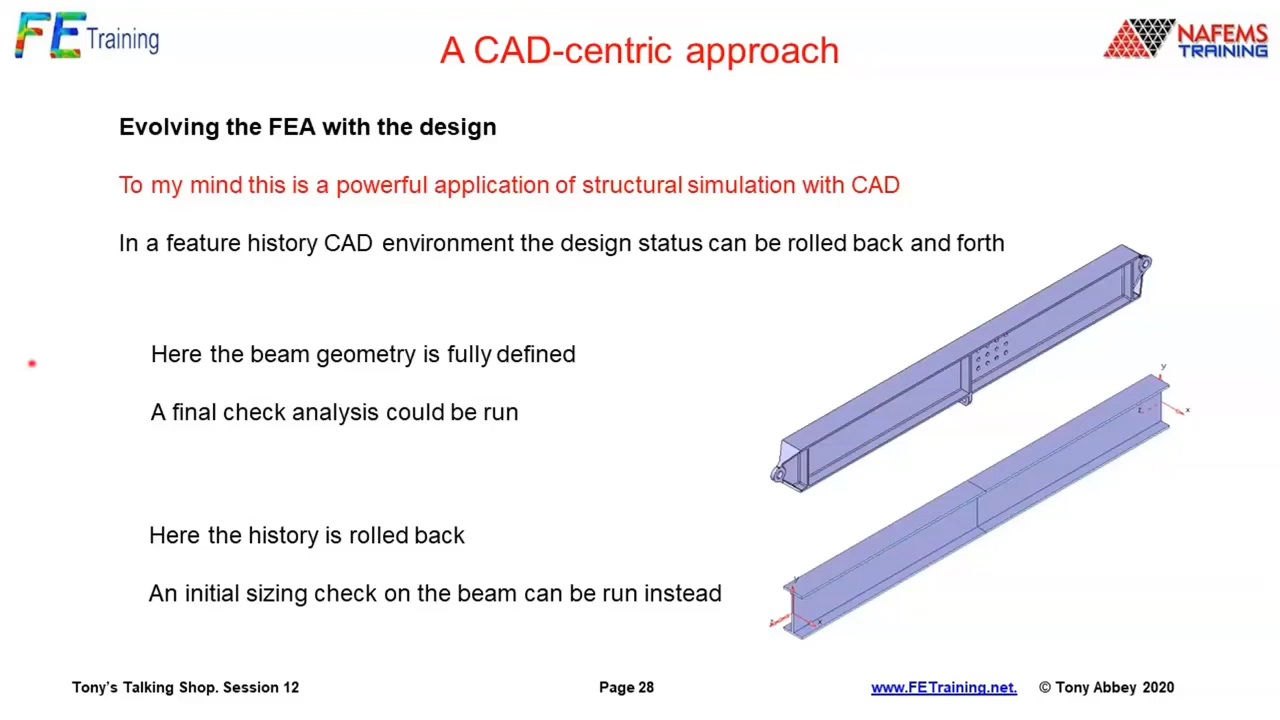 FE Training
A CAD-centric approach
NAFEMS
TRAINING
Evolving the FEA with the design
To my mind this is a powerful application of structural simulation with CAD
In a feature history CAD environment the design status can be rolled back and forth
Here the beam geometry is fully defined
A final check analysis could be run
y
z
x
Here the history is rolled back
An initial sizing check on the beam can be run instead
y
z
x
Tony's Talking Shop. Session 12
Page 28
www.FETraining.net.
© Tony Abbey 2020